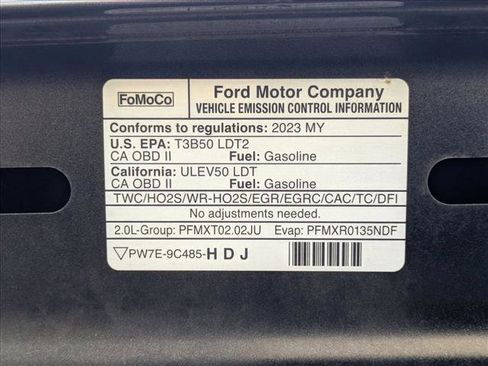 FoMoCo
Ford Motor Company
VEHICLE EMISSION CONTROL INFORMATION
Conforms to regulations: 2023 MY
U.S. EPA: T3B50 LDT2
CA OBD II Fuel: Gasoline
California: ULEV50 LDT
CA OBD II Fuel: Gasoline
TWC/HO2S/WR-HO2S/EGR/EGRC/CAC/TC/DFI
No adjustments needed.
2.0L-Group: PFMXT02.02JU Evap: PFMXR0135NDF
PW7E-9C485-HDJ